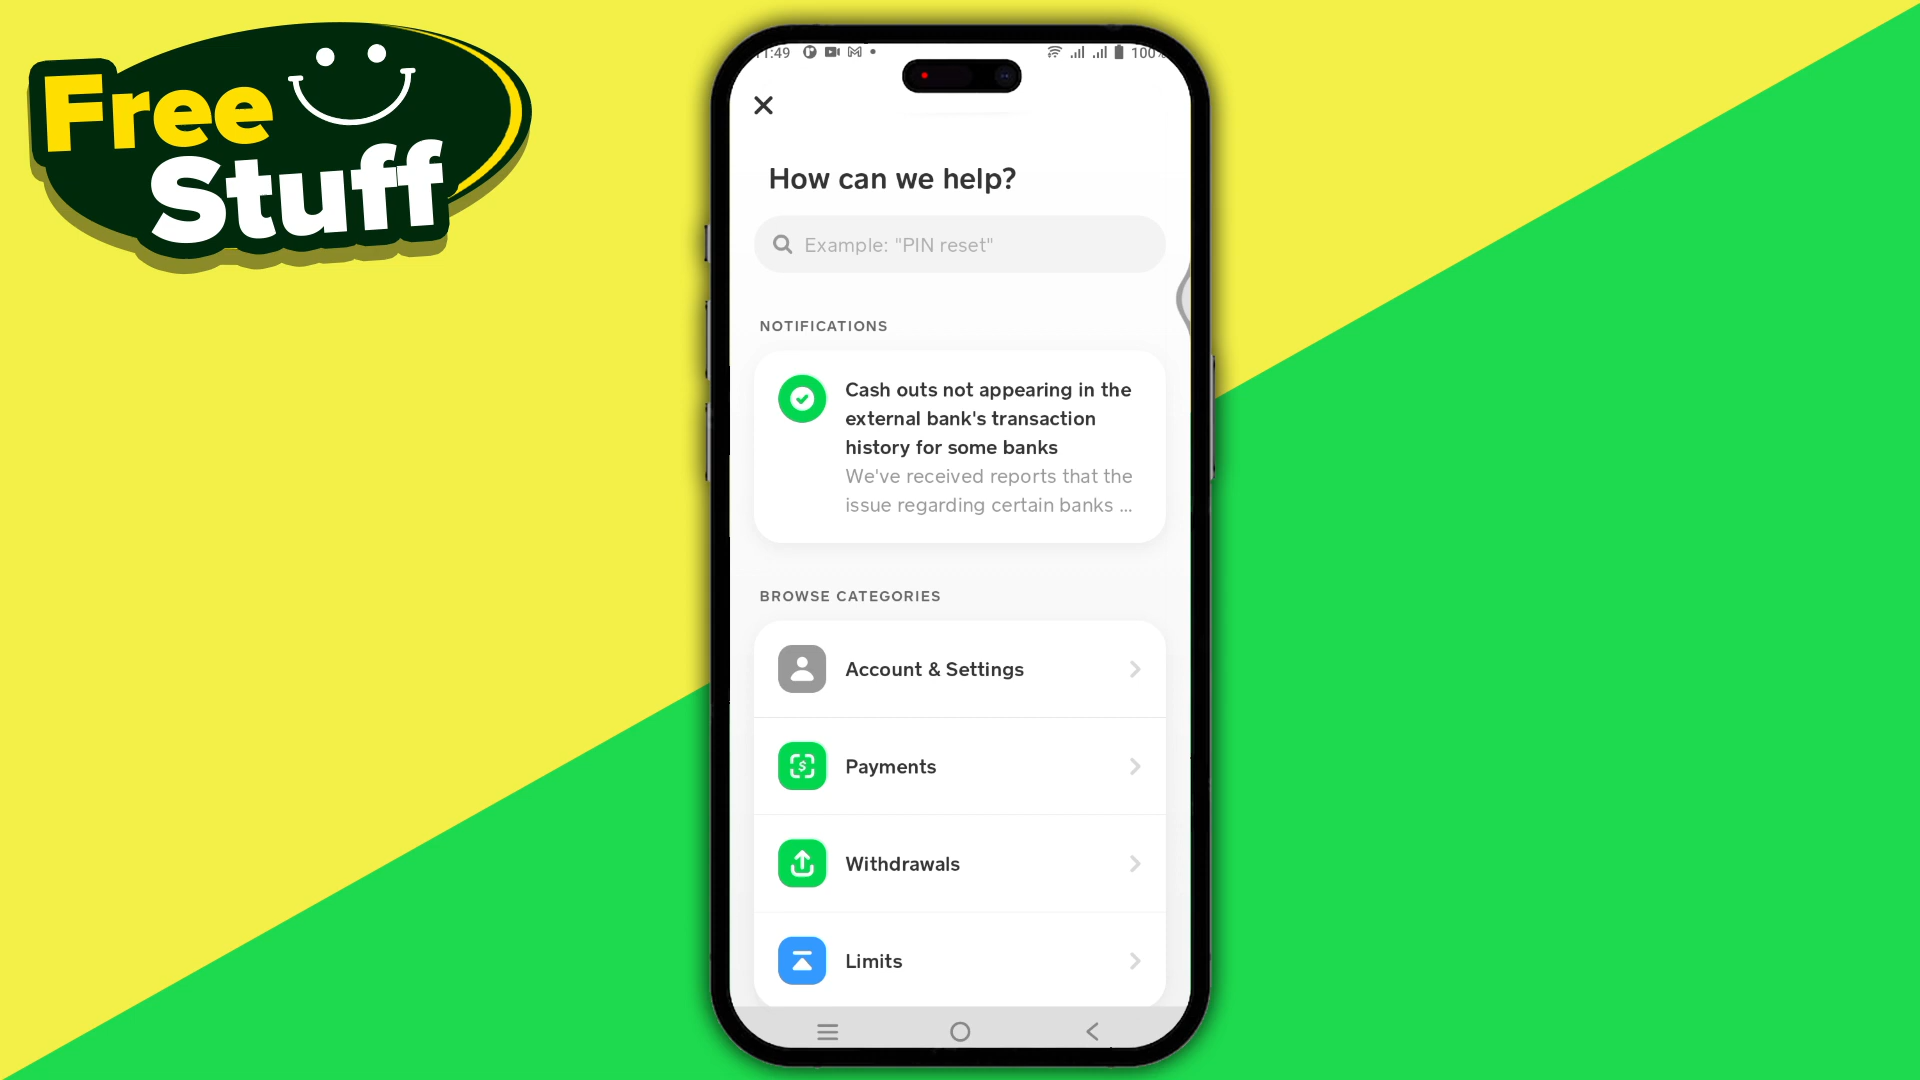 Free
Stuff
11:49
100%
How can we help?
Example: "PIN reset"
NOTIFICATIONS
Cash outs not appearing in the
external bank's transaction
history for some banks
We've received reports that the
issue regarding certain banks ...
BROWSE CATEGORIES
Account & Settings
Payments
Withdrawals
Limits